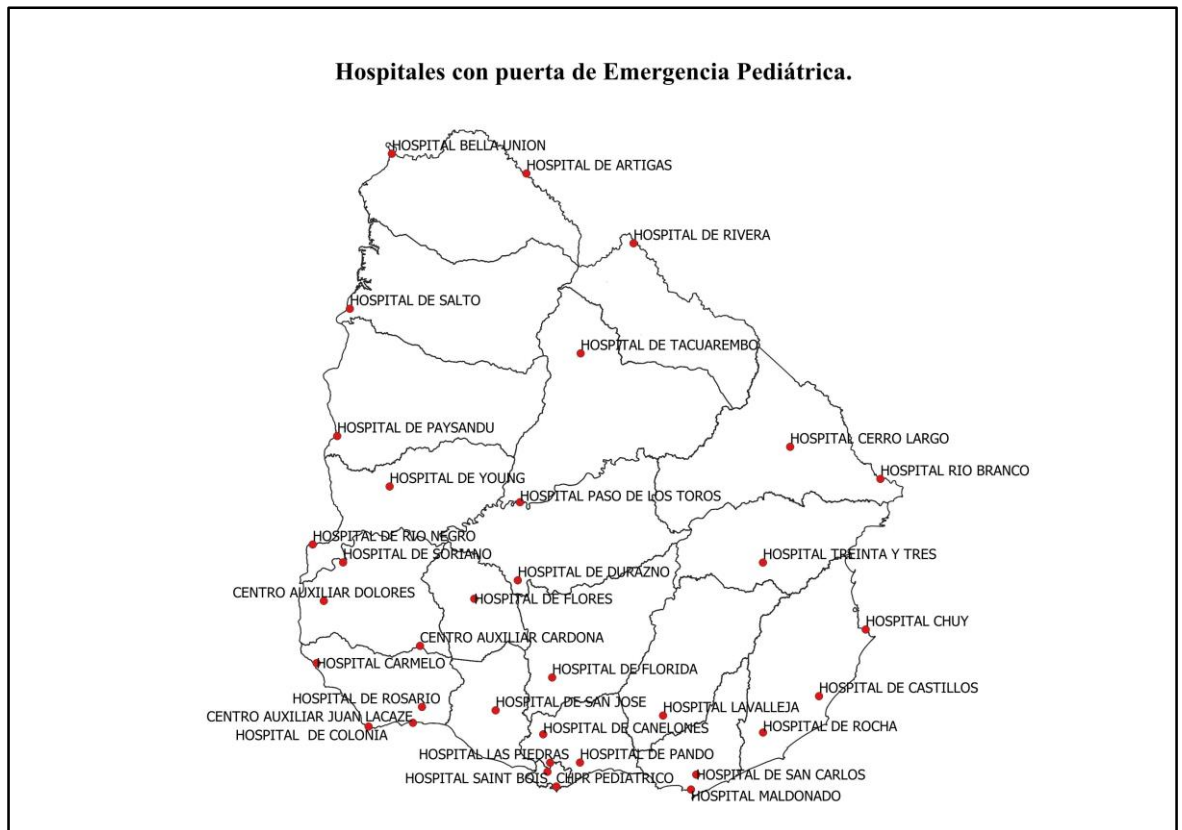 Hospitales con puerta de Emergencia Pediátrica.
HOSPITAL BELLA UNION
HOSPITAL DE ARTIGAS
HOSPITAL DE RIVERA
HOSPITAL DE SALTO
HOSPITAL DE TACUAREMBO
HOSPITAL DE PAYSANDU
HOSPITAL CERRO LARGO
HOSPITAL DE YOUNG
HOSPITAL RIO BRANCO
HOSPITAL PASO DE LOS TOROS
HOSPITAL DE RIO NEGRO
HOSPITAL DE SORIANO
HOSPITAL TREINTA Y TRES
HOSPITAL DE DURAZNO
CENTRO AUXILIAR DOLORES
HOSPITAL DE FLORES
HOSPITAL CHUY
CENTRO AUXILIAR CARDONA
HOSPITAL CARMELO
HOSPITAL DE FLORIDA
HOSPITAL DE CASTILLOS
HOSPITAL DE ROSARIO
HOSPITAL DE SAN JOSE
HOSPITAL LAVALLEJA
CENTRO AUXILIAR JUAN LACAZE
HOSPITAL DE COLONIA
HOSPITAL DE CANELONES
HOSPITAL DE ROCHA
HOSPITAL LAS PIEDRAS
HOSPITAL DE PANDO
HOSPITAL SAINT BOIS
CHPR PEDIATRICO
HOSPITAL DE SAN CARLOS
HOSPITAL MALDONADO